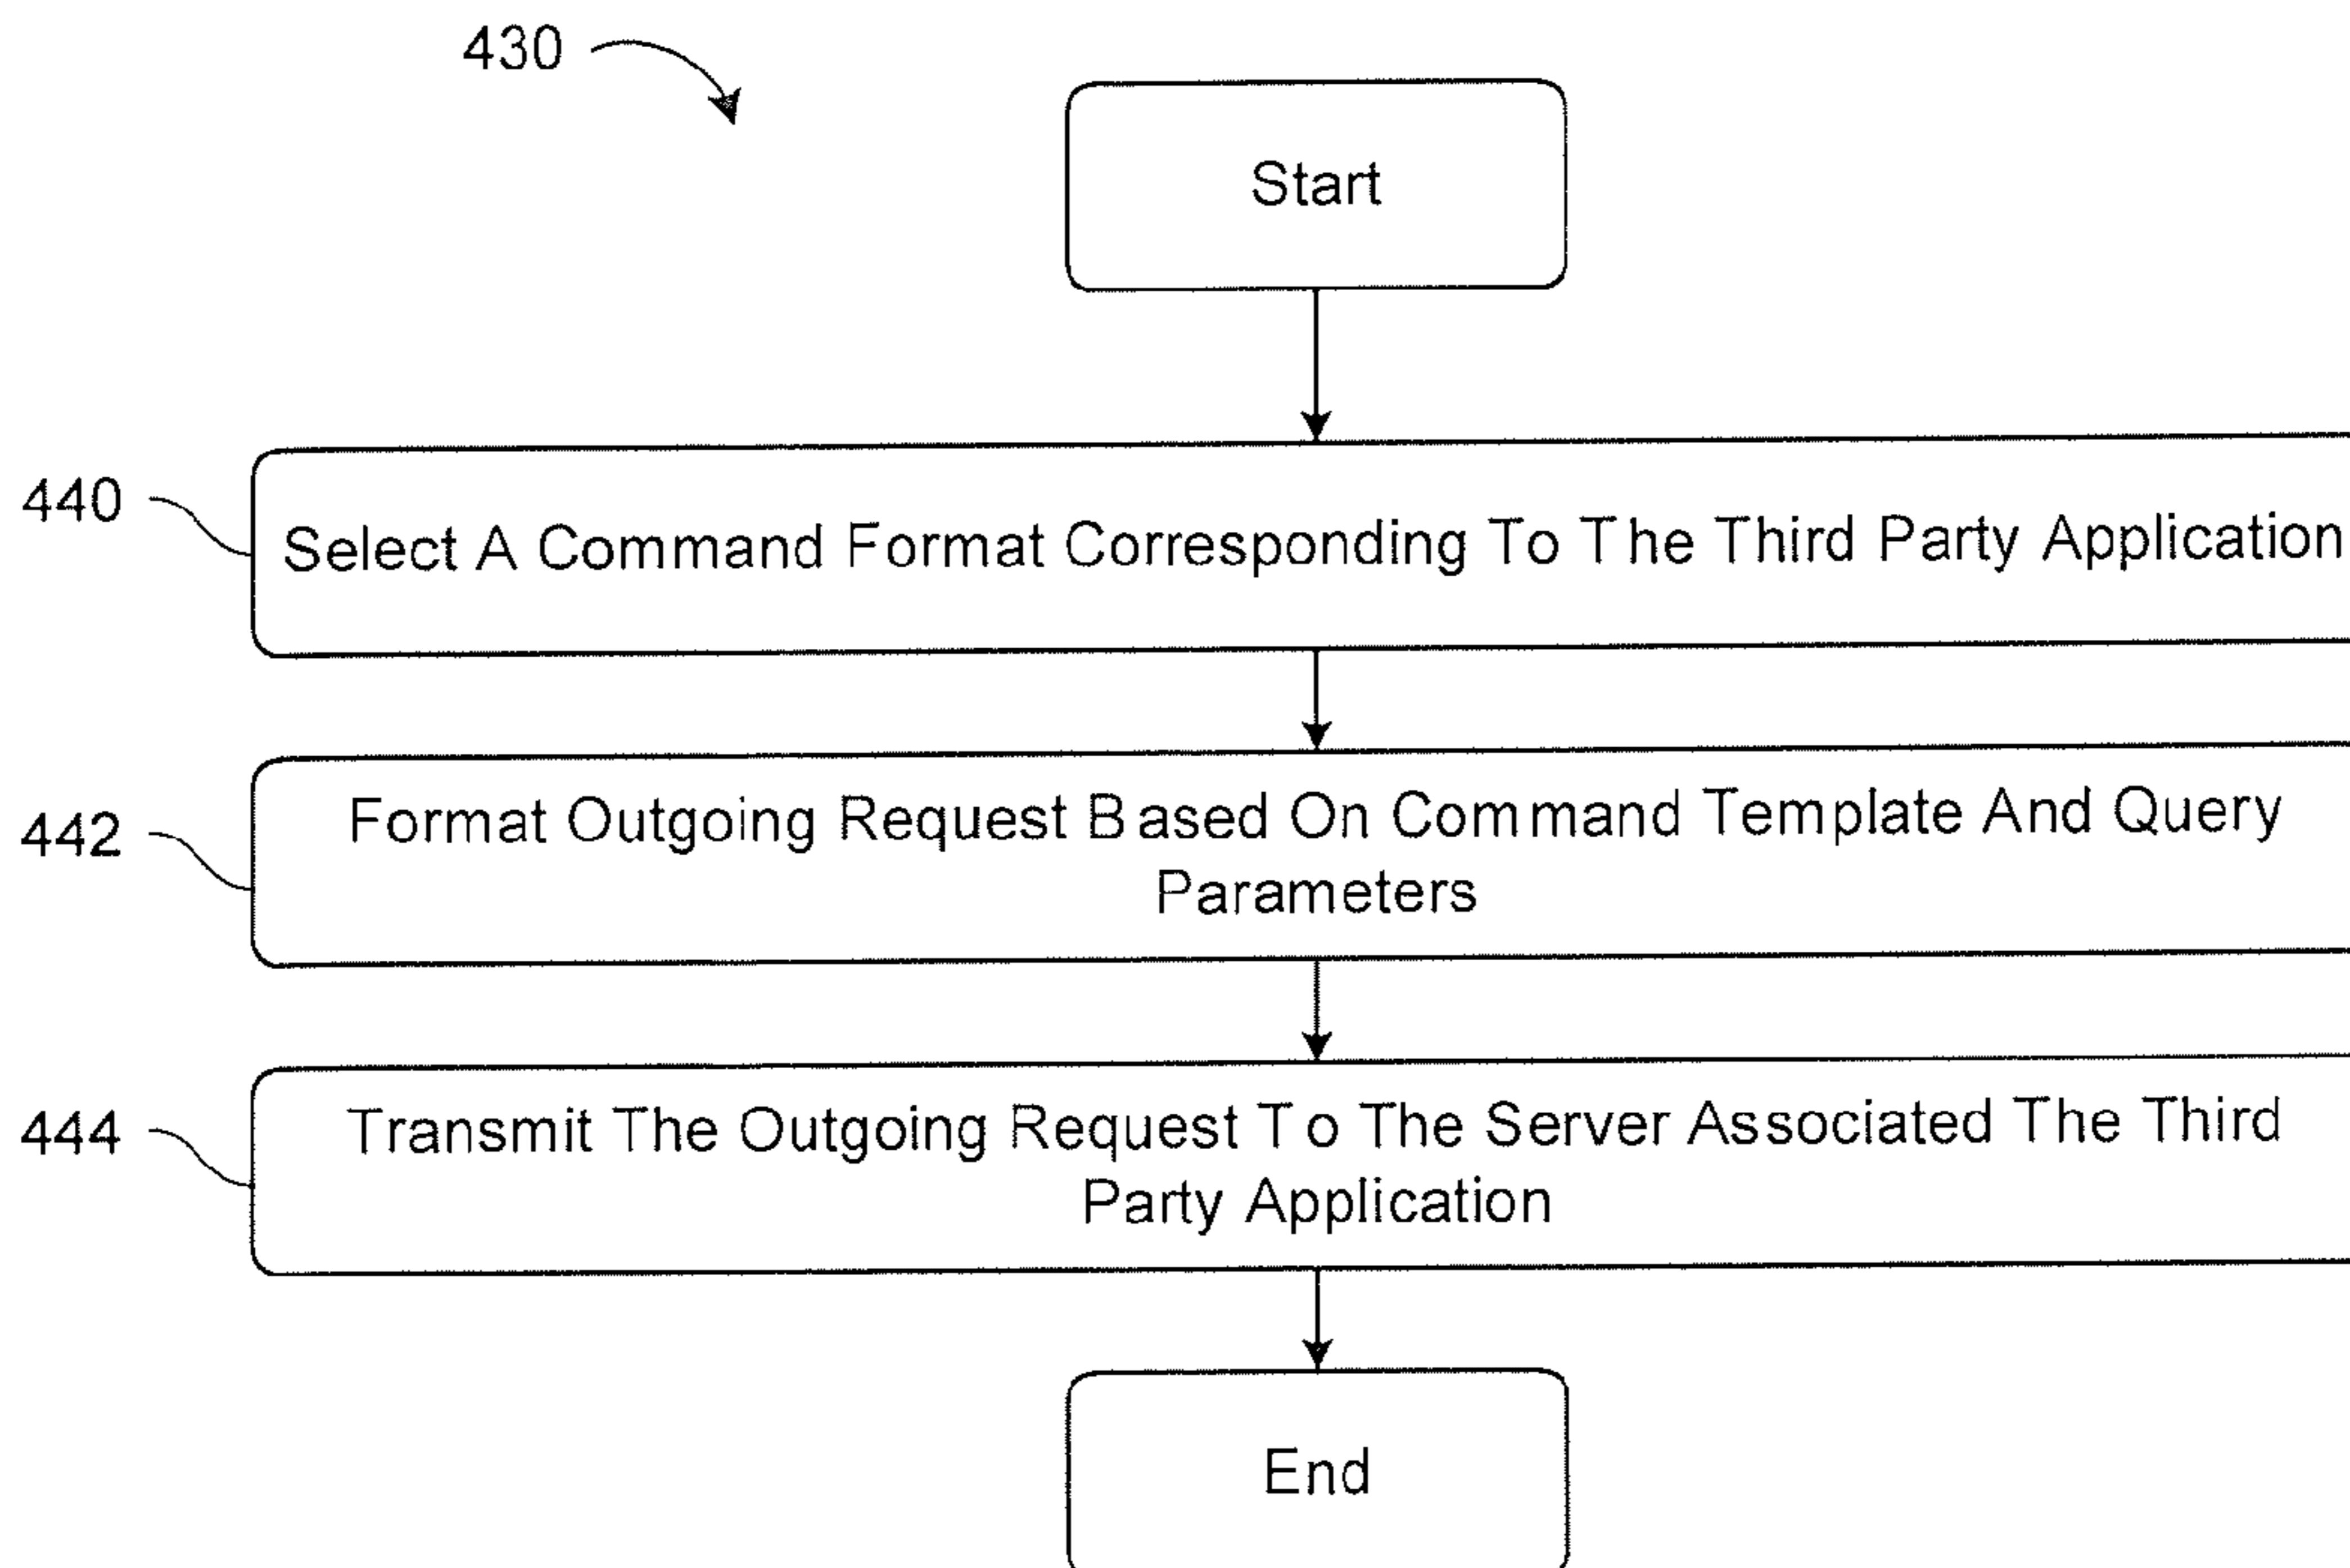 430
Start
440
Select A Command Format Corresponding To The Third Party Application
442
Format Outgoing Request Based On Command Template And Query
Parameters
444
Transmit The Outgoing Request To The Server Associated The Third
Party Application
End